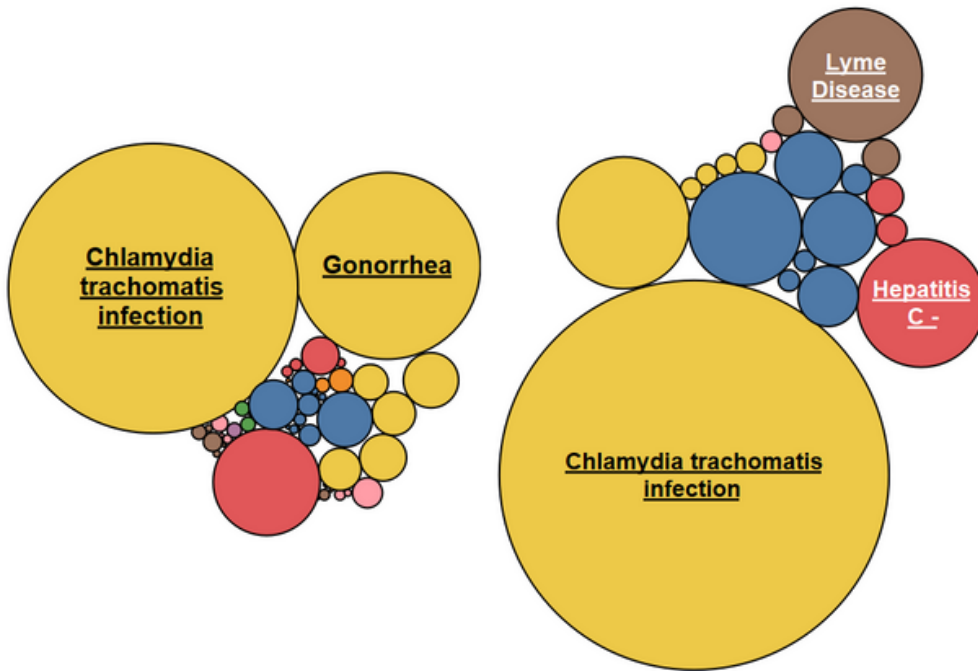 Chlamydia
trachomatis
infection
Gonorrhea
Lyme
Disease
Hepatitis
C -
Chlamydia trachomatis
infection